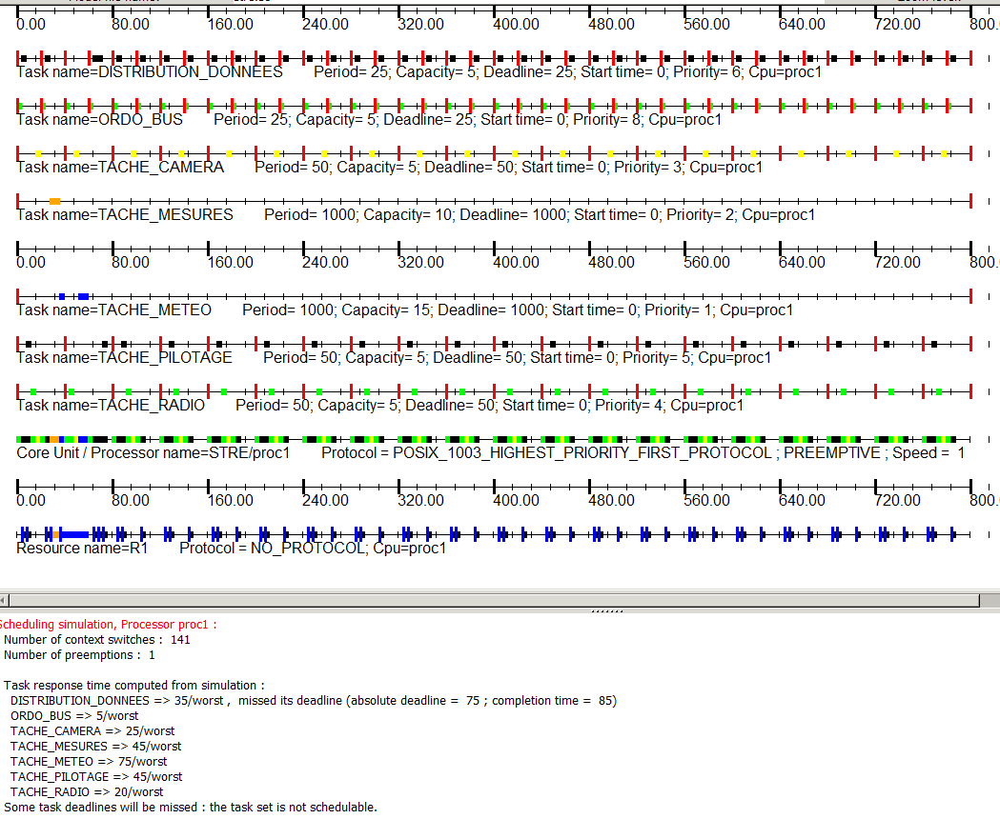 0.00 80.00 160.00 240.00 320.00 400.00 480.00 560.00 640.00 720.00 800.
Task name=DISTRIBUTION_DONNEES Period= 25; Capacity= 5; Deadline= 25; Start time= 0; Priority= 6; Cpu=proc1
Task name=ORDO_BUS Period= 25; Capacity= 5; Deadline= 25; Start time= 0; Priority= 8; Cpu=proc1
Task name=TACHE_CAMERA Period= 50; Capacity= 5; Deadline= 50; Start time= 0; Priority= 3; Cpu=proc1
Task name=TACHE_MESURES Period= 1000; Capacity= 10; Deadline= 1000; Start time= 0; Priority= 2; Cpu=proc1
0.00 80.00 160.00 240.00 320.00 400.00 480.00 560.00 640.00 720.00 800.
Task name=TACHE_METEO Period= 1000; Capacity= 15; Deadline= 1000; Start time= 0; Priority= 1; Cpu=proc1
Task name=TACHE_PILOTAGE Period= 50; Capacity= 5; Deadline= 50; Start time= 0; Priority= 5; Cpu=proc1
Task name=TACHE_RADIO Period= 50; Capacity= 5; Deadline= 50; Start time= 0; Priority= 4; Cpu=proc1
Core Unit / Processor name=STRE/proc1 Protocol = POSIX_1003_HIGHEST_PRIORITY_FIRST_PROTOCOL ; PREEMPTIVE ; Speed = 1
0.00 80.00 160.00 240.00 320.00 400.00 480.00 560.00 640.00 720.00 800.
Resource name=R1 Protocol = NO_PROTOCOL; Cpu=proc1
Scheduling simulation, Processor proc1 :
Number of context switches : 141
Number of preemptions : 1
Task response time computed from simulation :
DISTRIBUTION_DONNEES => 35/worst , missed its deadline (absolute deadline = 75 ; completion time = 85)
ORDO_BUS => 5/worst
TACHE_CAMERA => 25/worst
TACHE_MESURES => 45/worst
TACHE_METEO => 75/worst
TACHE_PILOTAGE => 45/worst
TACHE_RADIO => 20/worst
Some task deadlines will be missed : the task set is not schedulable.